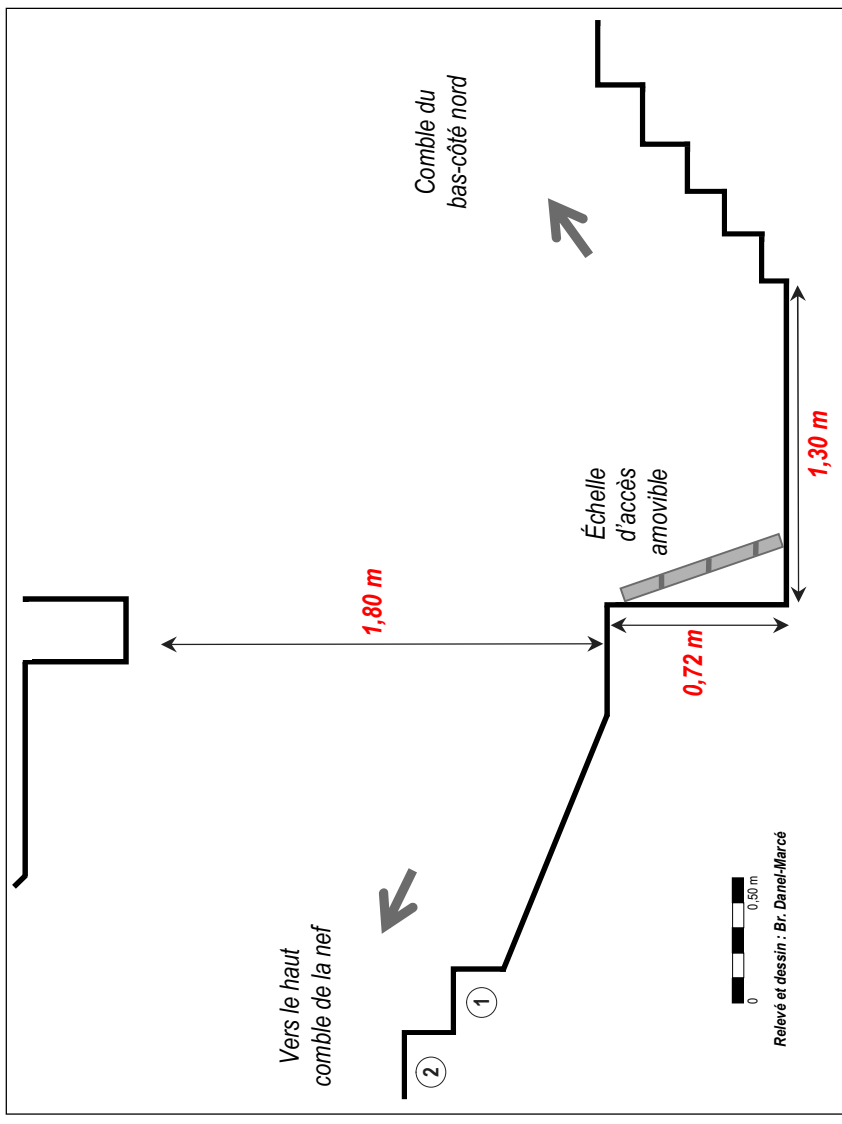 Vers le haut
comble de la nef
2
1
1,80 m
Échelle
d'accès
amovible
Comble du
bas-côté nord
0,72 m
1,30 m
0
0,50 m
Relevé et dessin : Br. Danel-Marcé